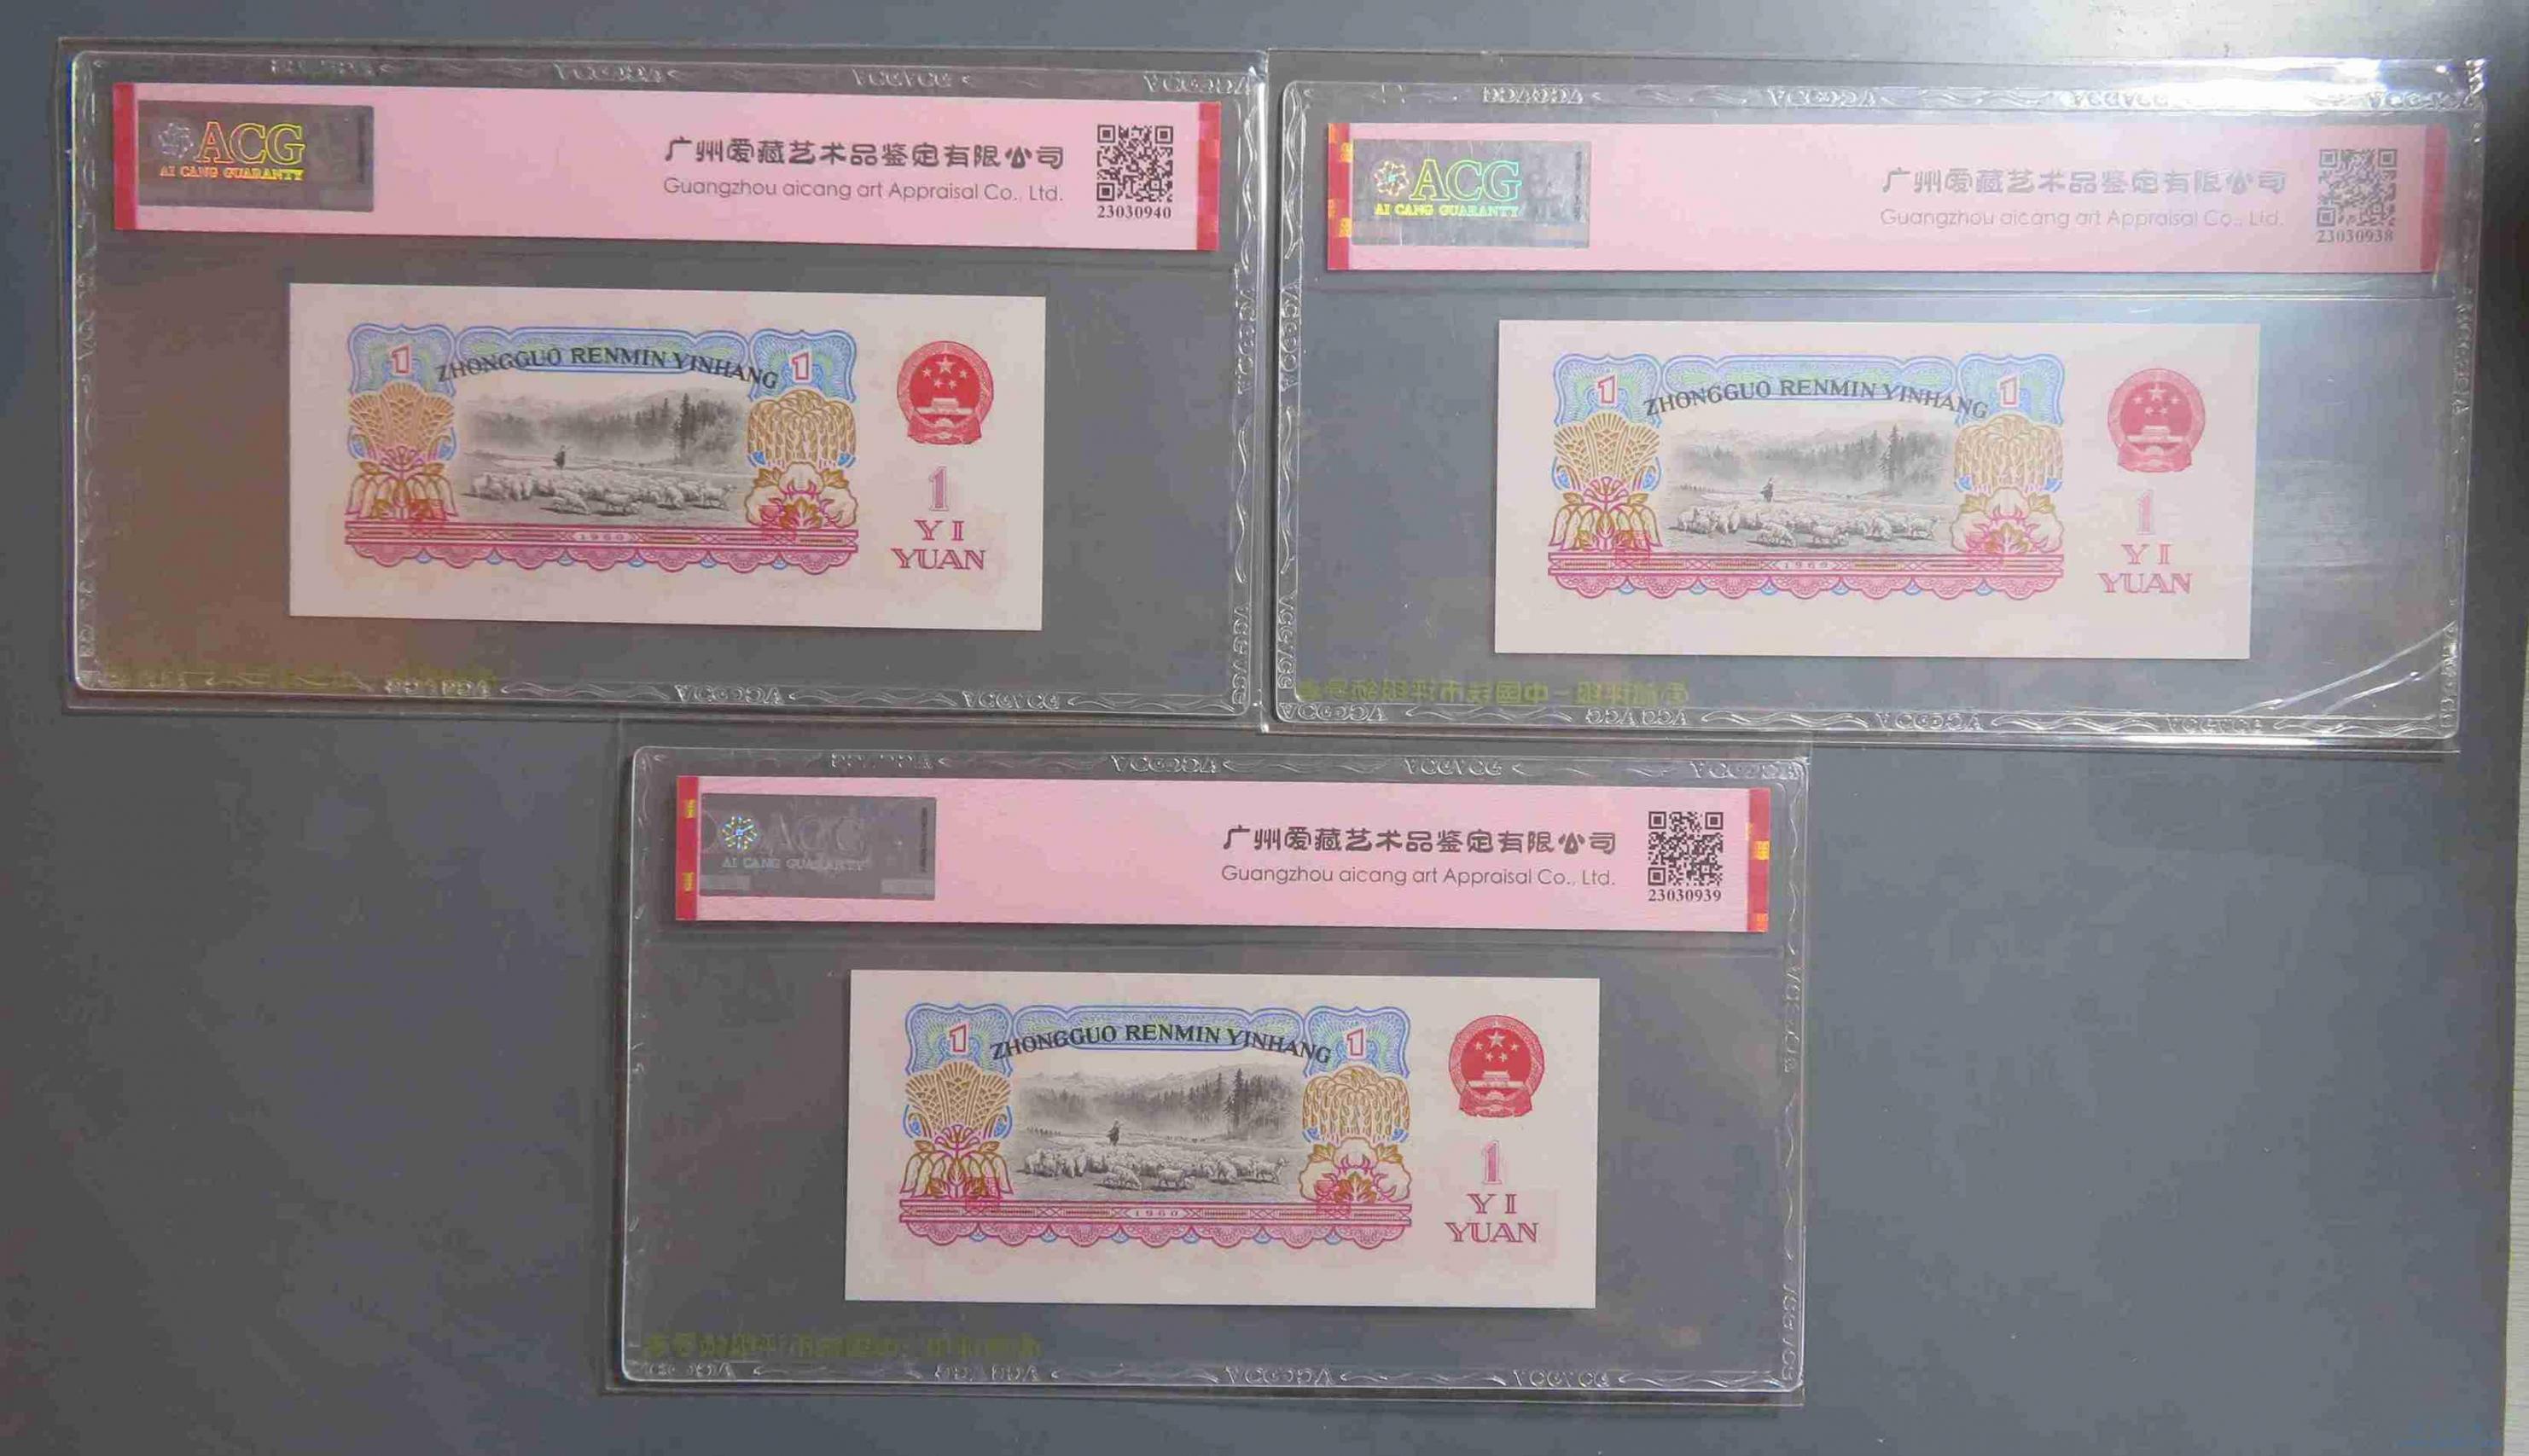 ACG
AI CANG GUARANTY
广州爱藏艺术品鉴定有限公司
Guangzhou aicang art Appraisal Co., Ltd.
23030940
1
ZHONGGUO RENMIN YINHANG
1
1
YI
YUAN
1960
ACG
AI CANG GUARANTY
广州爱藏艺术品鉴定有限公司
Guangzhou aicang art Appraisal Co., Ltd.
23030938
1
ZHONGGUO RENMIN YINHANG
1
1
YI
YUAN
1960
ACG
AI CANG GUARANTY
广州爱藏艺术品鉴定有限公司
Guangzhou aicang art Appraisal Co., Ltd.
23030939
1
ZHONGGUO RENMIN YINHANG
1
1
YI
YUAN
1960